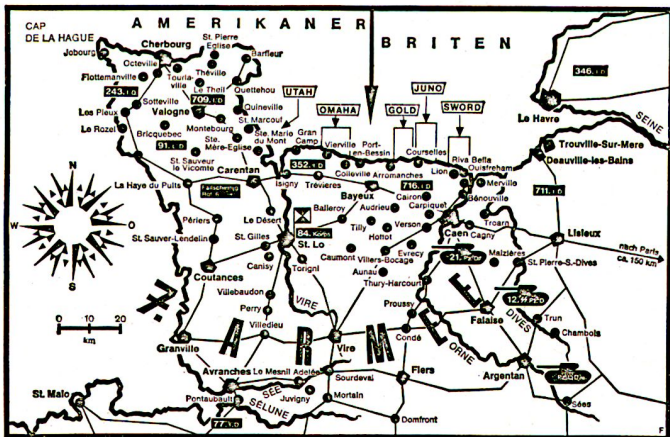 CAP
DE LA HAGUE
AMERIKANER
BRITEN
Jobourg
Cherbourg
St. Pierre
Eglise
Barfleur
Octeville
Flottemanville
Tourla-
ville
Théville
Le Theil
Quettehou
243. I.D
709. I.D
346. I.D
Sotteville
Valogne
Quineville
Les Pieux
St. Marcouf
Montebourg
Le Rozel
Bricquebec
Ste. Marie
du Mont
Ste.
Mère-Eglise
91. I.D
St. Sauveur
le Vicomte
Carentan
La Haye du Puits
UTAH
OMAHA
GOLD
JUNO
SWORD
Le Havre
SEINE
Gran
Camp
Vierville
Port-
en-Bessin
Courselles
Riva Bella
Ouistreham
Trouville-Sur-Mere
Deauville-les-Bains
352. I.D
Colleville
Arromanches
Lion
Merville
Isigny
Trévières
Bayeux
716. I.D
Bénouville
711. I.D
Balleroy
Audrieu
Cairon
Carpiquet
Périers
Le Désert
84. Korps
Tilly
Hottot
Verson
Caen
Cagny
Troarn
Lisieux
nach Paris
ca. 150 km
St. Sauver-Lendelin
St. Gilles
St. Lo
Caumont
Villers-Bocage
Evrecy
21. Pz.D
Malzières
St. Pierre-S.-Dives
Coutances
Canisy
Torigni
Aunau
Thury-Harcourt
Villebaudon
VIRE
Proussy
12. SS Pz.D
Perry
Falaise
DIVES
Trun
Chambois
7. ARMEE
Granville
Villedieu
Vire
Condé
ORNE
Avranches
Le Mesnil Adelée
Sourdeval
Flers
Argentan
St. Malo
Pontaubault
SÉE
SÉLUNE
Juvigny
Mortain
Sées
77. I.D
Domfront
N
W
O
S
0 10 20
km
F